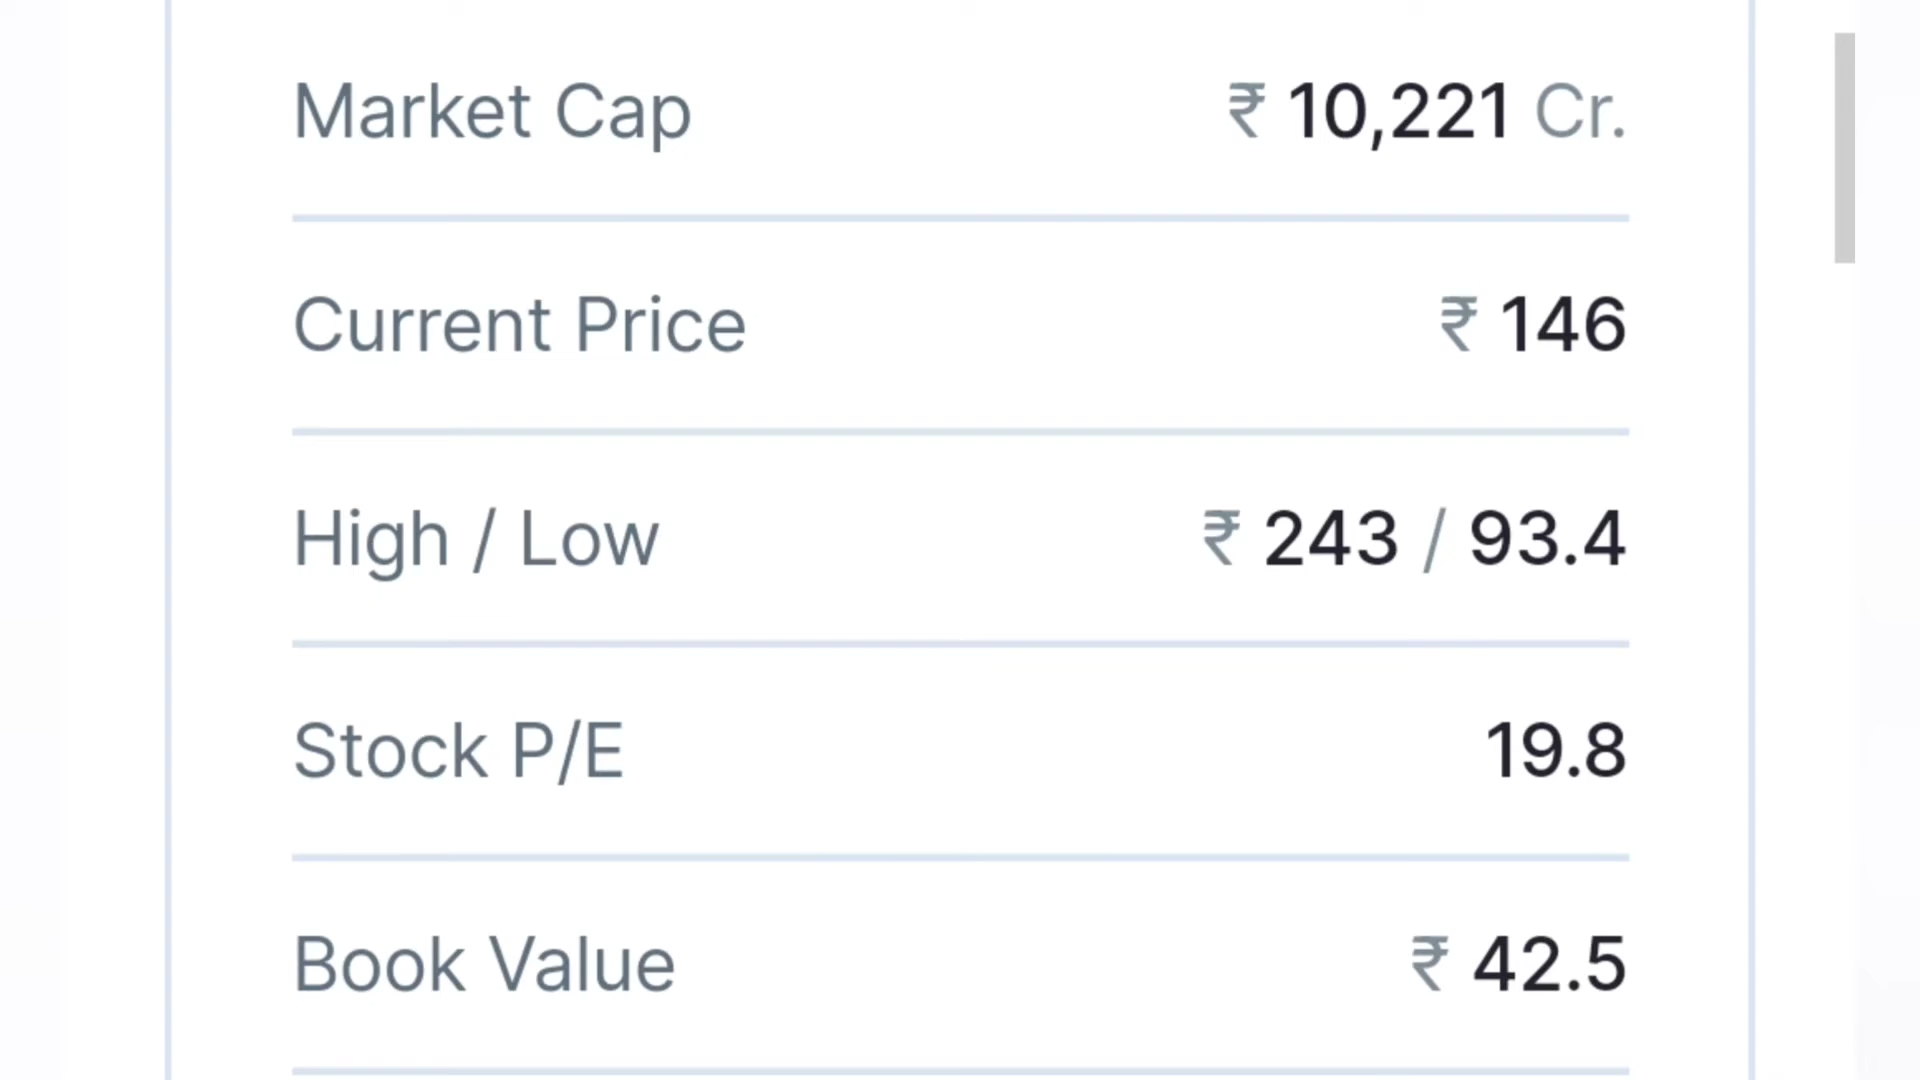 Market Cap ₹ 10,221 Cr.
Current Price ₹ 146
High / Low ₹ 243 / 93.4
Stock P/E 19.8
Book Value ₹ 42.5